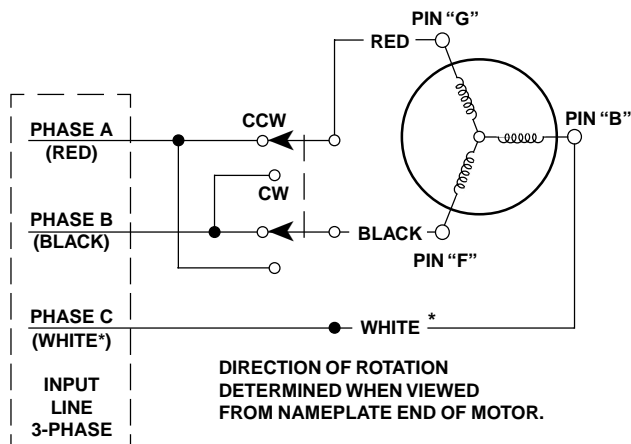 PIN “G”
RED
CCW
PHASE A
(RED)
PIN “B”
CW
PHASE B
(BLACK)
BLACK
PIN “F”
PHASE C
(WHITE*)
WHITE *
INPUT
LINE
3-PHASE
DIRECTION OF ROTATION
DETERMINED WHEN VIEWED
FROM NAMEPLATE END OF MOTOR.